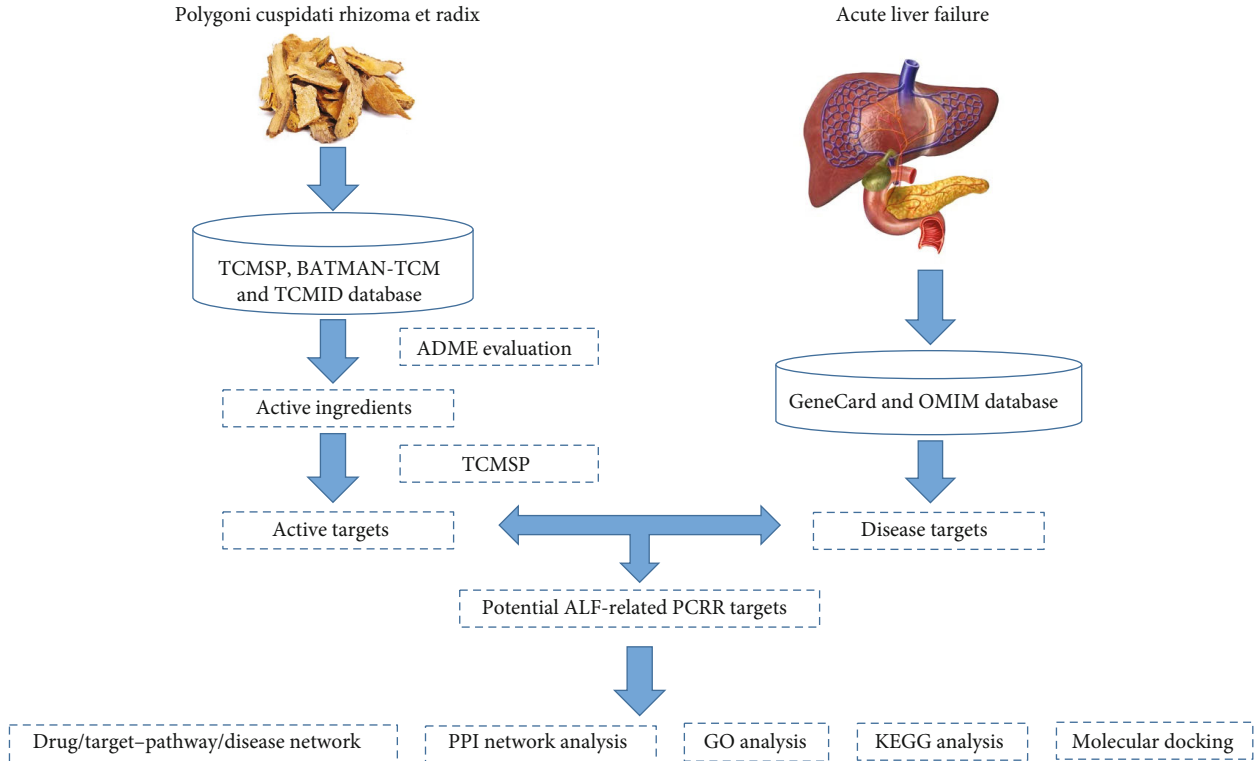 Polygoni cuspidati rhizoma et radix
Acute liver failure
TCMSP, BATMAN-TCM
and TCMID database
ADME evaluation
Active ingredients
GeneCard and OMIM database
TCMSP
Active targets
Disease targets
Potential ALF-related PCRR targets
Drug/target–pathway/disease network
PPI network analysis
GO analysis
KEGG analysis
Molecular docking